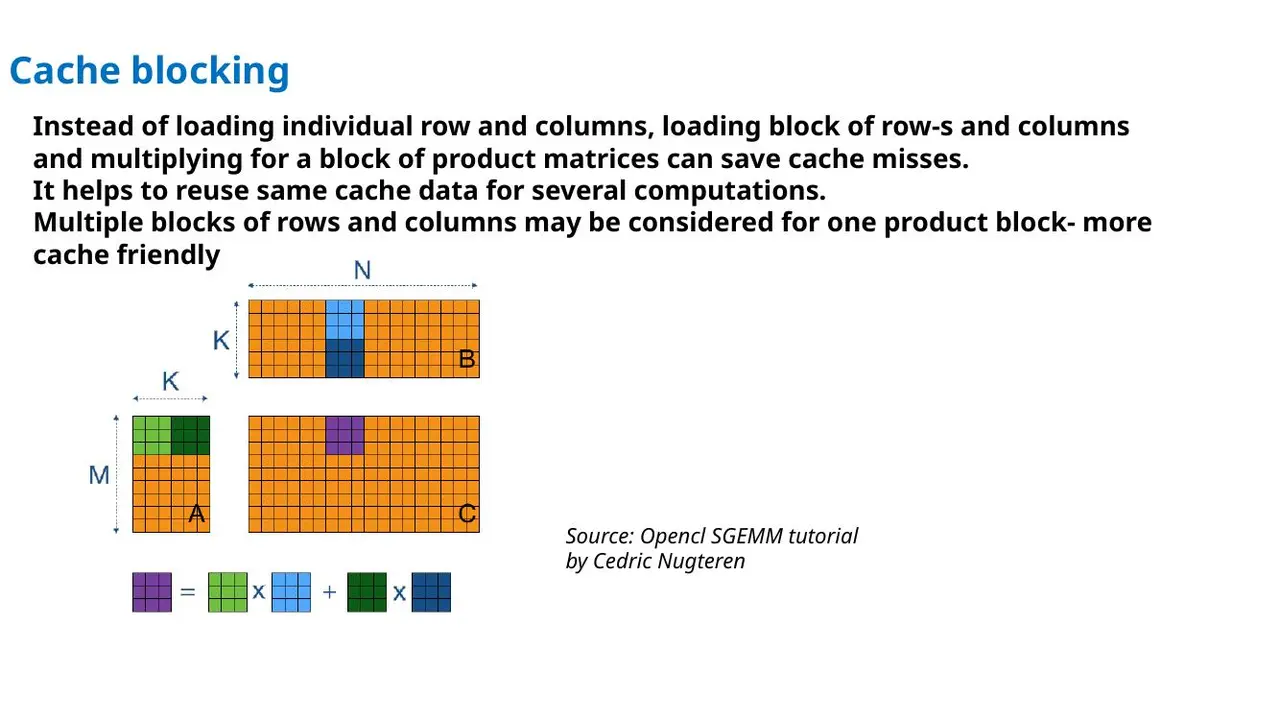 Cache blocking
Instead of loading individual row and columns, loading block of row-s and columns
and multiplying for a block of product matrices can save cache misses.
It helps to reuse same cache data for several computations.
Multiple blocks of rows and columns may be considered for one product block- more
cache friendly
N
K
B
K
M
A
C
Source: Opencl SGEMM tutorial
by Cedric Nugteren
= x + x